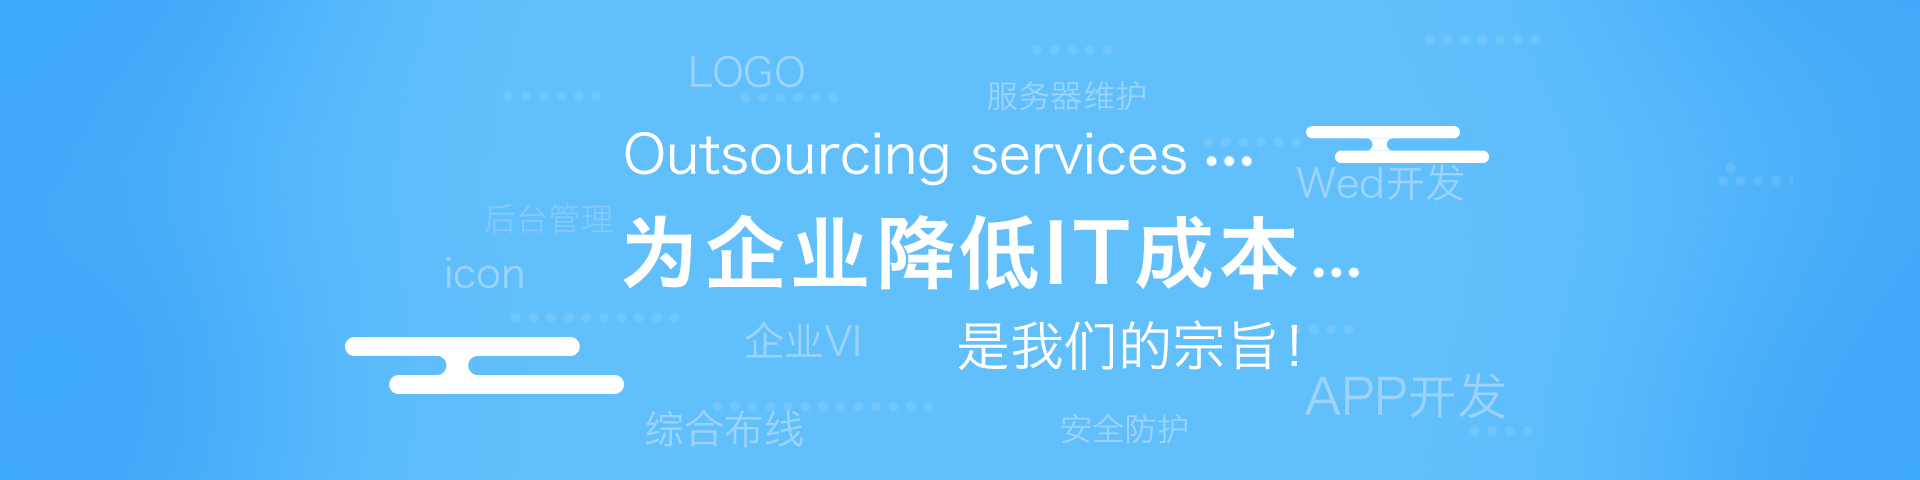 LOGO
服务器维护
Outsourcing services ...
Wed开发
后台管理
为企业降低IT成本...
icon
企业VI
是我们的宗旨！
APP开发
综合布线
安全防护